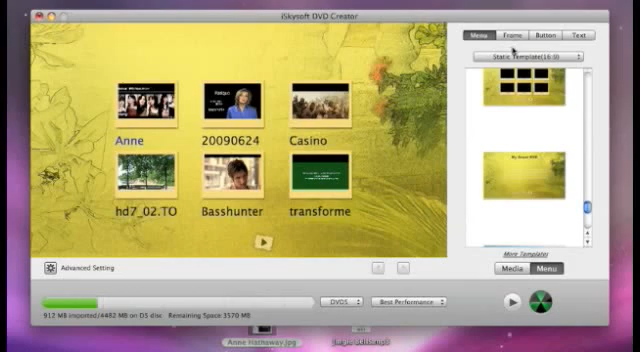 iSkysoft DVD Creator
Menu Frame Button Text
Static Template(16:9)
Anne 20090624 Casino
hd7_02.TO Basshunter transforme
More Templates
Advanced Setting
Media Menu
DVD5 Best Performance
912 MB imported/4482 MB on D5 disc Remaining Space 3570 MB
Anne Hathaway.jpg